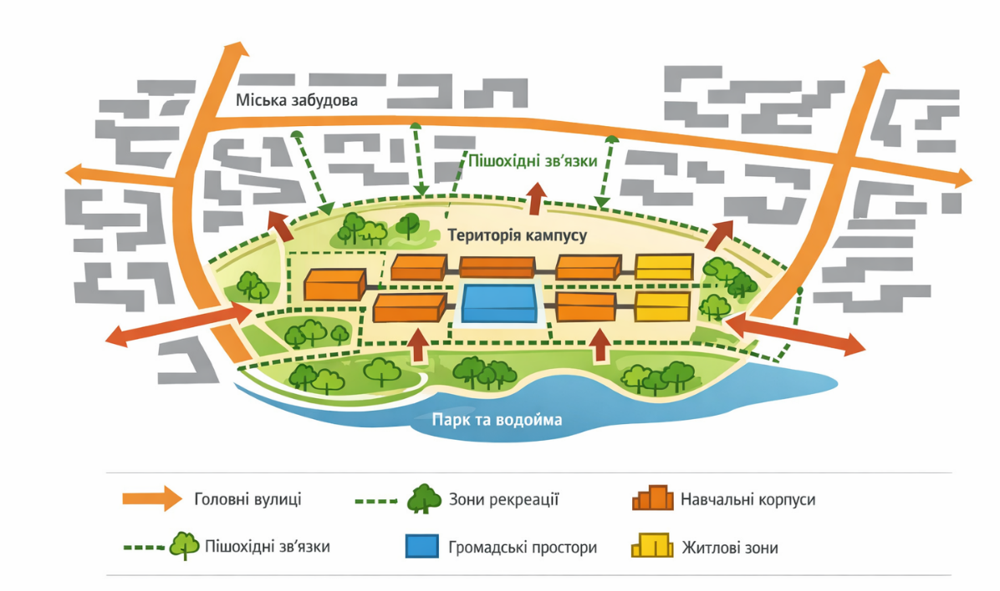 Міська забудова
Пішохідні зв’язки
Територія кампусу
Парк та водойма
Головні вулиці
Зони рекреації
Навчальні корпуси
Пішохідні зв’язки
Громадські простори
Житлові зони